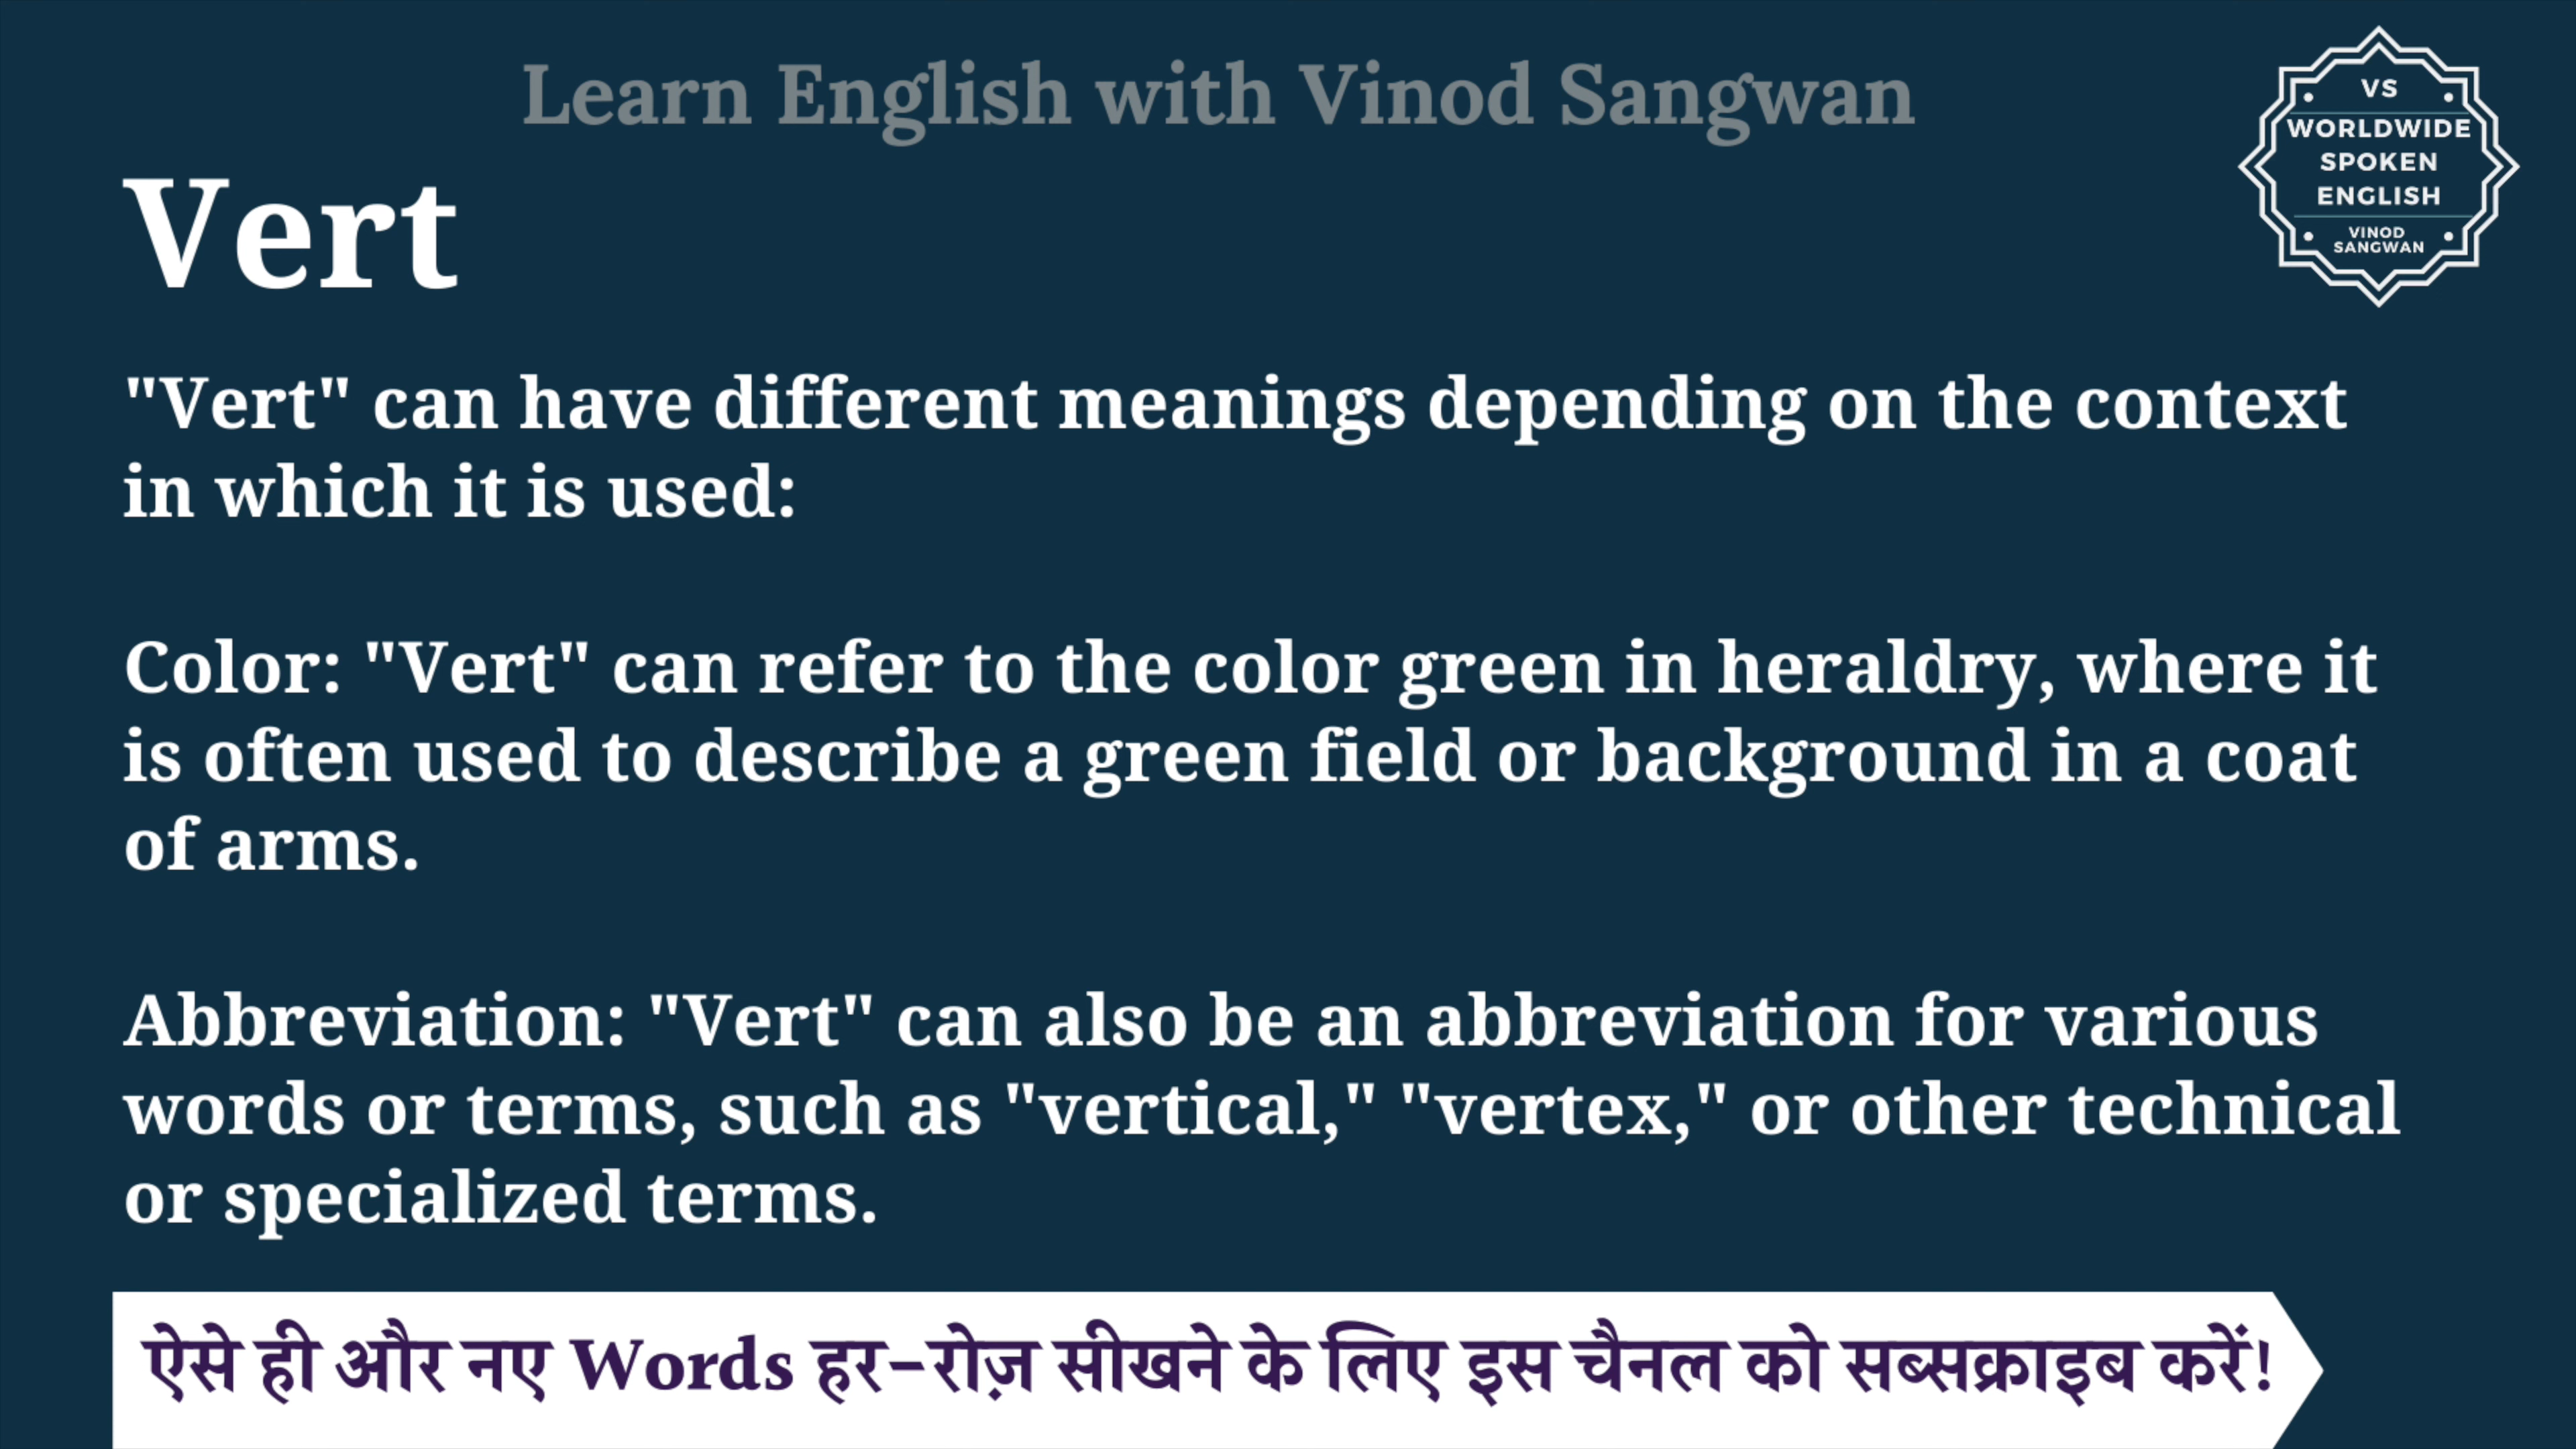 Learn English with Vinod Sangwan
VS
WORLDWIDE
SPOKEN
ENGLISH
VINOD
SANGWAN
Vert
"Vert" can have different meanings depending on the context
in which it is used:
Color: "Vert" can refer to the color green in heraldry, where it
is often used to describe a green field or background in a coat
of arms.
Abbreviation: "Vert" can also be an abbreviation for various
words or terms, such as "vertical," "vertex," or other technical
or specialized terms.
ऐसे ही और नए Words हर-रोज़ सीखने के लिए इस चैनल को सब्सक्राइब करें!